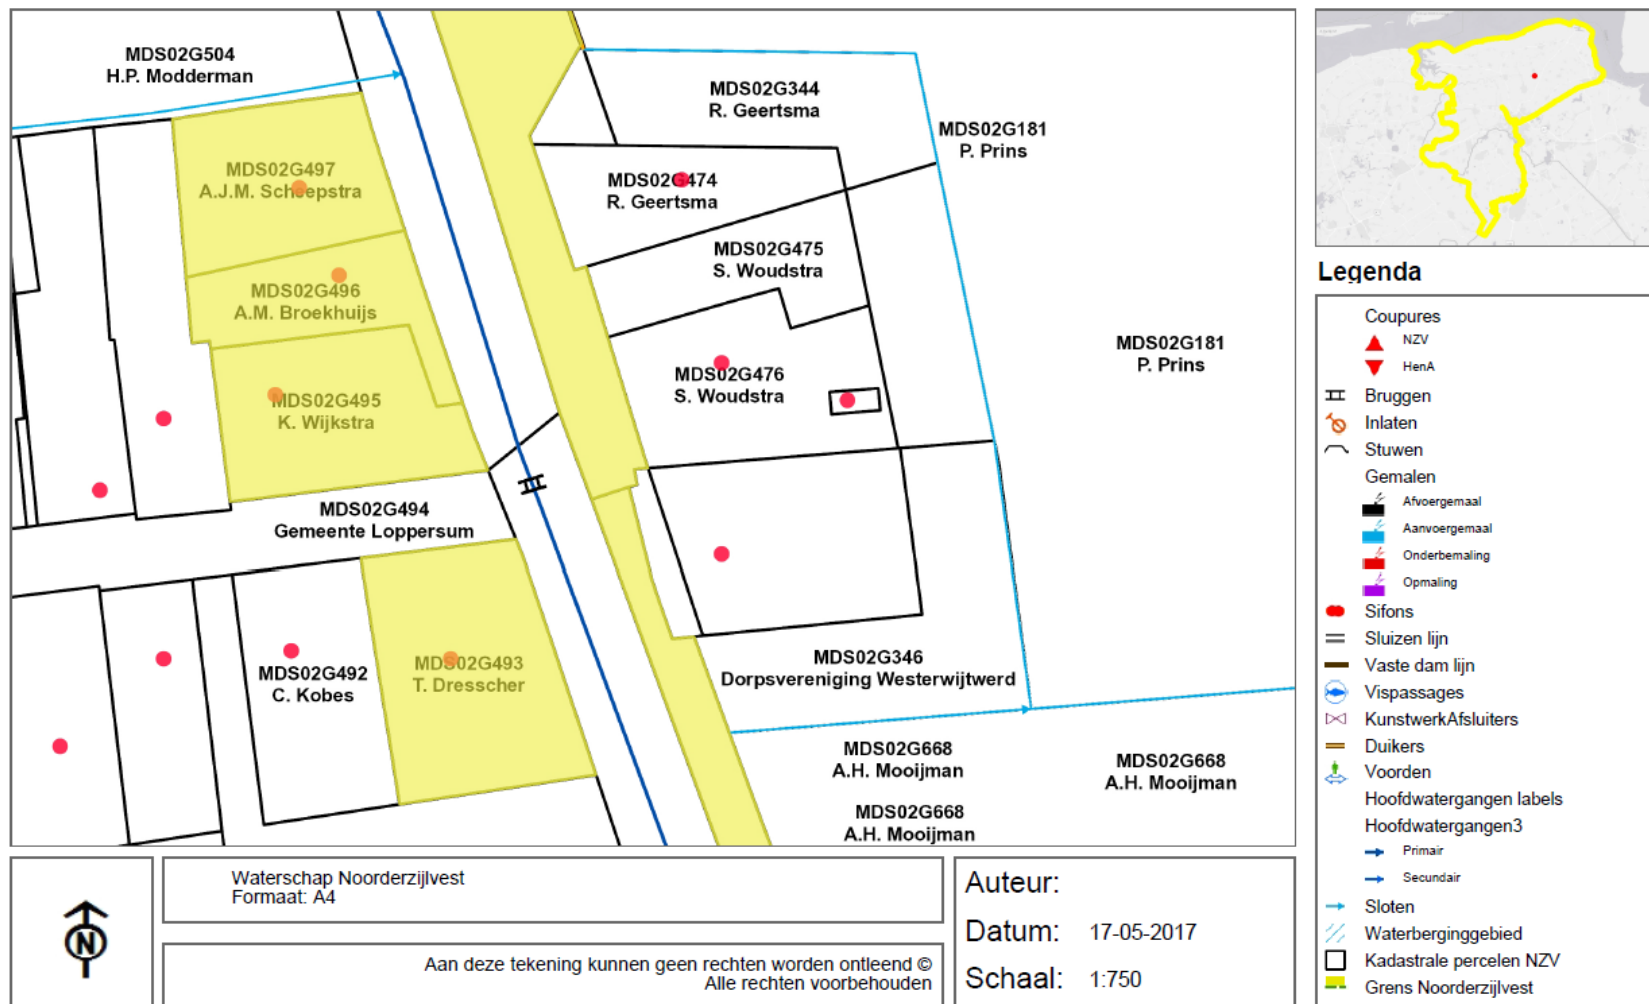 MDS02G504
H.P. Modderman
MDS02G344
R. Geertsma
MDS02G181
P. Prins
MDS02G497
A.J.M. Scheepstra
MDS02G474
R. Geertsma
MDS02G475
S. Woudstra
MDS02G496
A.M. Broekhuijs
MDS02G181
P. Prins
MDS02G476
S. Woudstra
MDS02G495
K. Wijkstra
MDS02G494
Gemeente Loppersum
MDS02G492
C. Kobes
MDS02G493
T. Dresscher
MDS02G346
Dorpsvereniging Westerwijtwerd
MDS02G668
A.H. Mooijman
MDS02G668
A.H. Mooijman
MDS02G668
A.H. Mooijman
Legenda
Coupures
NZV
HenA
Bruggen
Inlaten
Stuwen
Gemalen
Afvoergemaal
Aanvoergemaal
Onderbemaling
Opmaling
Sifons
Sluizen lijn
Vaste dam lijn
Vispassages
KunstwerkAfsluiters
Duikers
Voorden
Hoofdwatergangen labels
Hoofdwatergangen3
Primair
Secundair
Sloten
Waterberginggebied
Kadastrale percelen NZV
Grens Noorderzijlvest
N
Waterschap Noorderzijlvest
Formaat: A4
Aan deze tekening kunnen geen rechten worden ontleend ©
Alle rechten voorbehouden
Auteur:
Datum: 17-05-2017
Schaal: 1:750